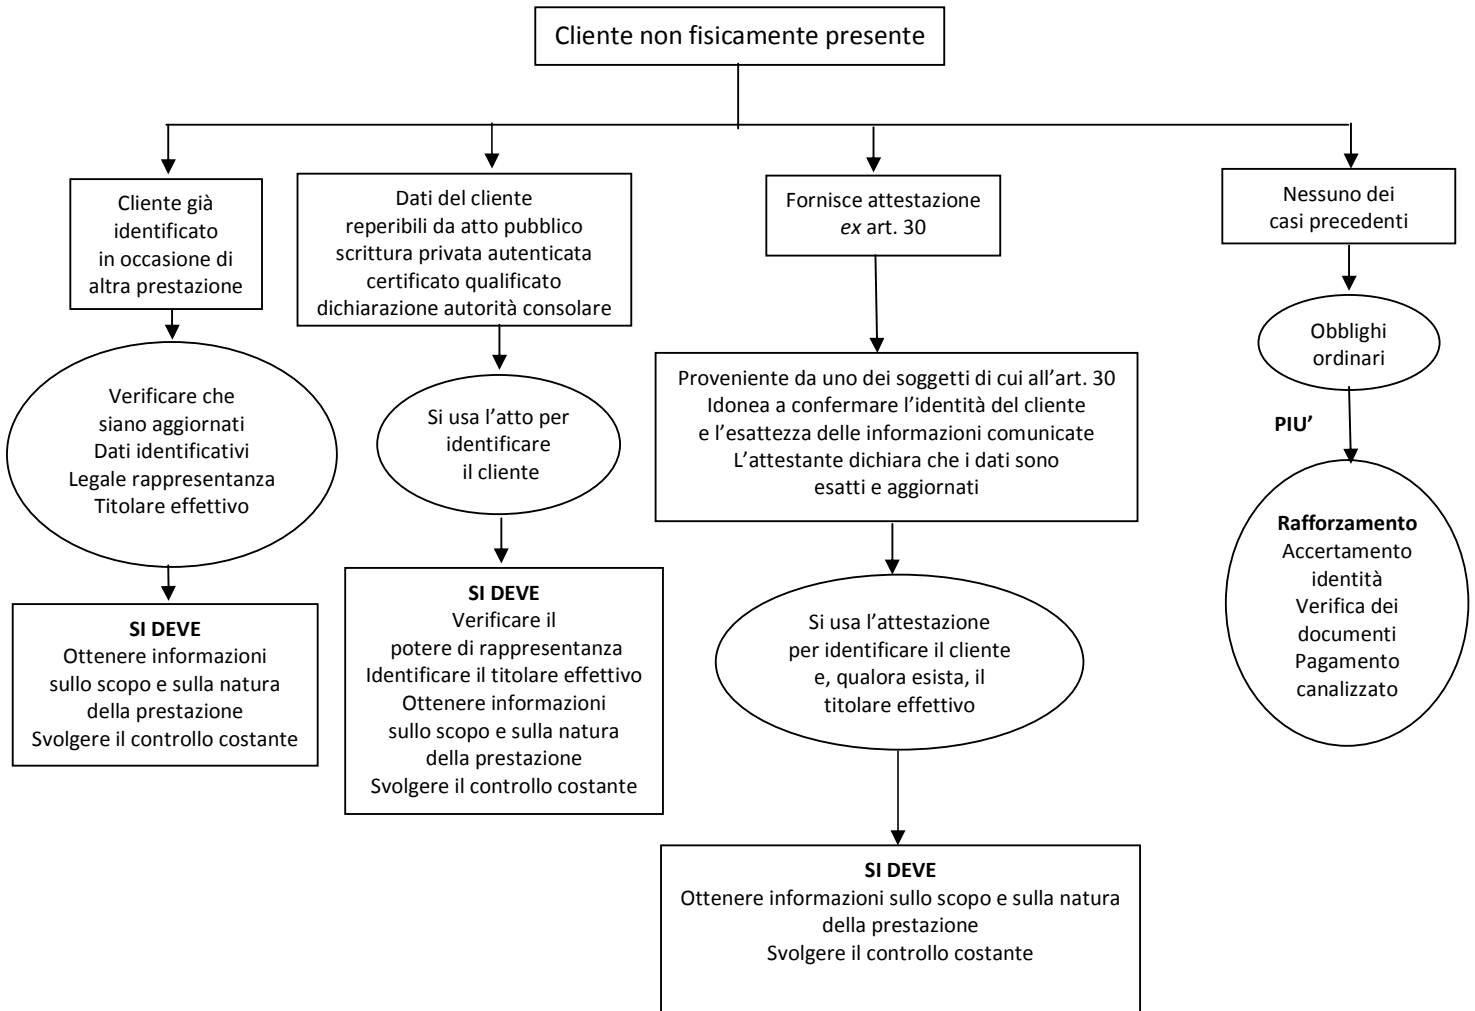 Cliente non fisicamente presente
Cliente già
identificato
in occasione di
altra prestazione
Verificare che
siano aggiornati
Dati identificativi
Legale rappresentanza
Titolare effettivo
SI DEVE
Ottenere informazioni
sullo scopo e sulla natura
della prestazione
Svolgere il controllo costante
Dati del cliente
reperibili da atto pubblico
scrittura privata autenticata
certificato qualificato
dichiarazione autorità consolare
Si usa l’atto per
identificare
il cliente
SI DEVE
Verificare il
potere di rappresentanza
Identificare il titolare effettivo
Ottenere informazioni
sullo scopo e sulla natura
della prestazione
Svolgere il controllo costante
Fornisce attestazione
ex art. 30
Proveniente da uno dei soggetti di cui all’art. 30
Idonea a confermare l’identità del cliente
e l’esattezza delle informazioni comunicate
L’attestante dichiara che i dati sono
esatti e aggiornati
Si usa l’attestazione
per identificare il cliente
e, qualora esista, il
titolare effettivo
SI DEVE
Ottenere informazioni sullo scopo e sulla natura
della prestazione
Svolgere il controllo costante
Nessuno dei
casi precedenti
Obblighi
ordinari
PIU’
Rafforzamento
Accertamento
identità
Verifica dei
documenti
Pagamento
canalizzato